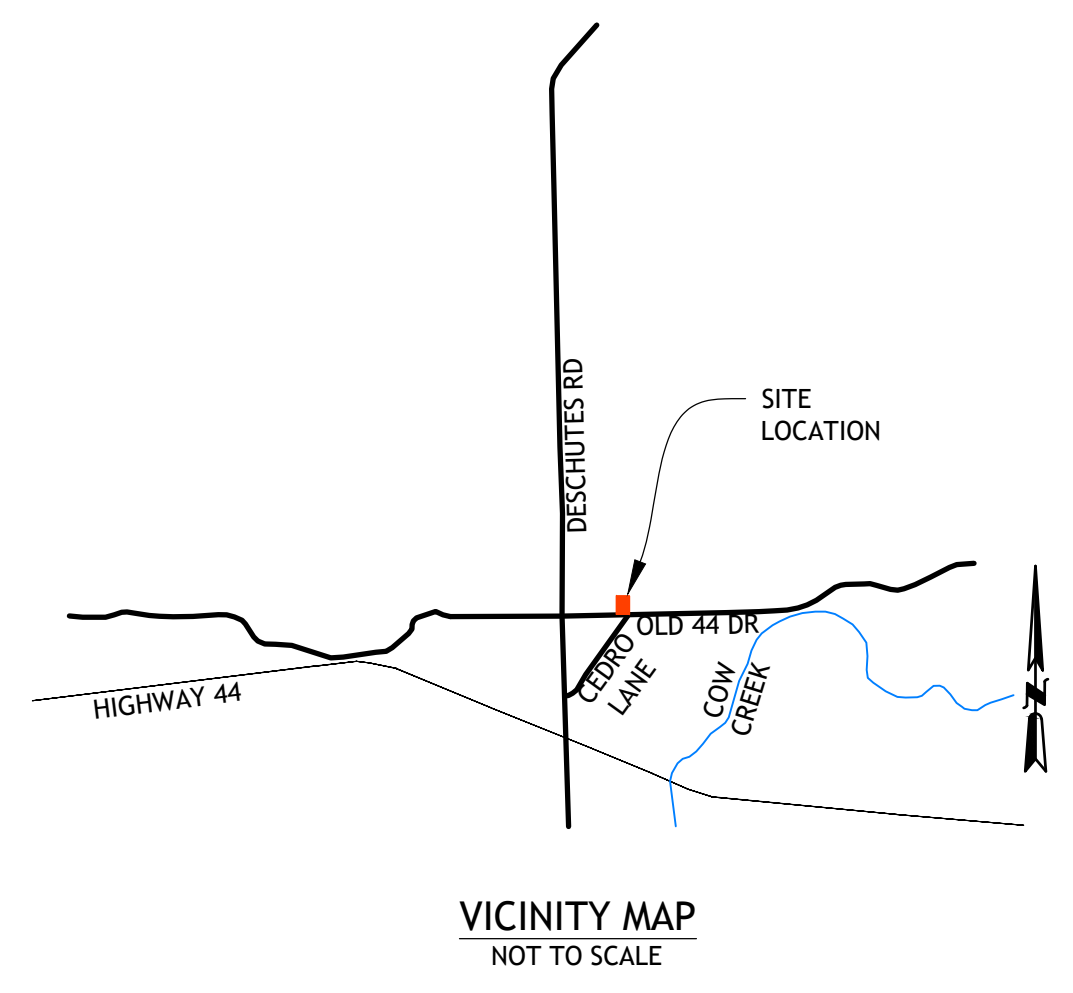 DESCHUTES RD
SITE
LOCATION
OLD 44 DR
CEDRO
LANE
COW
CREEK
HIGHWAY 44
N
VICINITY MAP
NOT TO SCALE